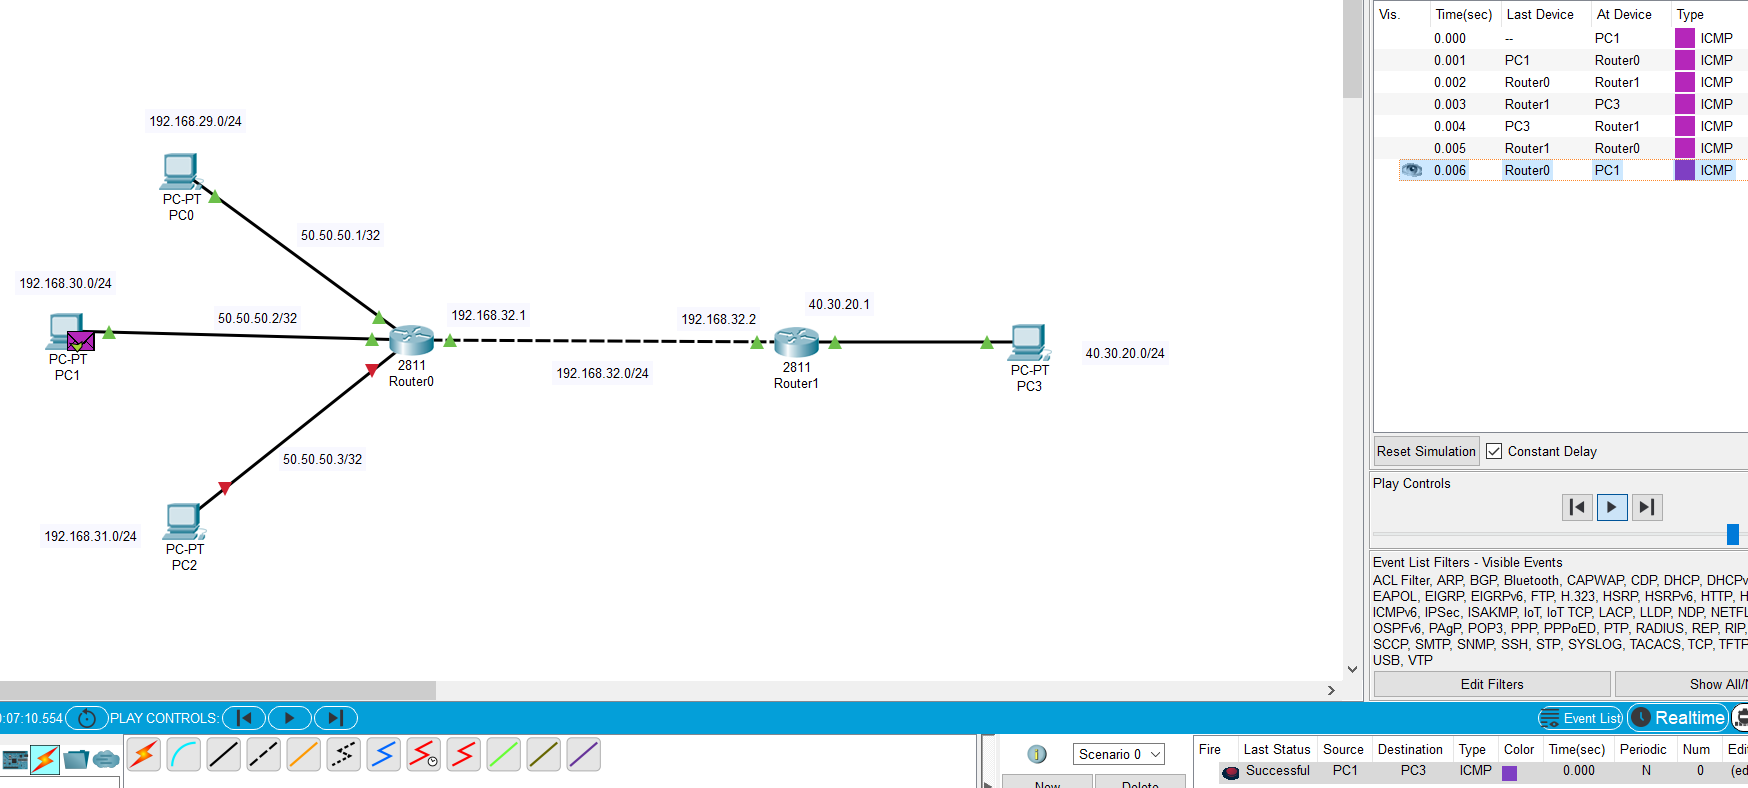 192.168.29.0/24
PC-PT
PC0
50.50.50.1/32
192.168.30.0/24
50.50.50.2/32
PC-PT
PC1
192.168.32.1
2811
Router0
192.168.32.0/24
192.168.32.2
40.30.20.1
2811
Router1
PC-PT
PC3
40.30.20.0/24
50.50.50.3/32
192.168.31.0/24
PC-PT
PC2
Vis. Time(sec) Last Device At Device Type
0.000 -- PC1 ICMP
0.001 PC1 Router0 ICMP
0.002 Router0 Router1 ICMP
0.003 Router1 PC3 ICMP
0.004 PC3 Router1 ICMP
0.005 Router1 Router0 ICMP
0.006 Router0 PC1 ICMP
Reset Simulation Constant Delay
Play Controls
Event List Filters - Visible Events
ACL Filter, ARP, BGP, Bluetooth, CAPWAP, CDP, DHCP, DHCPv
EAPOL, EIGRP, EIGRPv6, FTP, H.323, HSRP, HSRPv6, HTTP, H
ICMPv6, IPSec, ISAKMP, IoT, IoT TCP, LACP, LLDP, NDP, NETFL
OSPFv6, PAgP, POP3, PPP, PPPoED, PTP, RADIUS, REP, RIP,
SCCP, SMTP, SNMP, SSH, STP, SYSLOG, TACACS, TCP, TFTP
USB, VTP
Edit Filters Show All/N
:07:10.554 PLAY CONTROLS: Event List Realtime
Scenario 0
New Delete
Fire Last Status Source Destination Type Color Time(sec) Periodic Num Edi
Successful PC1 PC3 ICMP 0.000 N 0 (ed